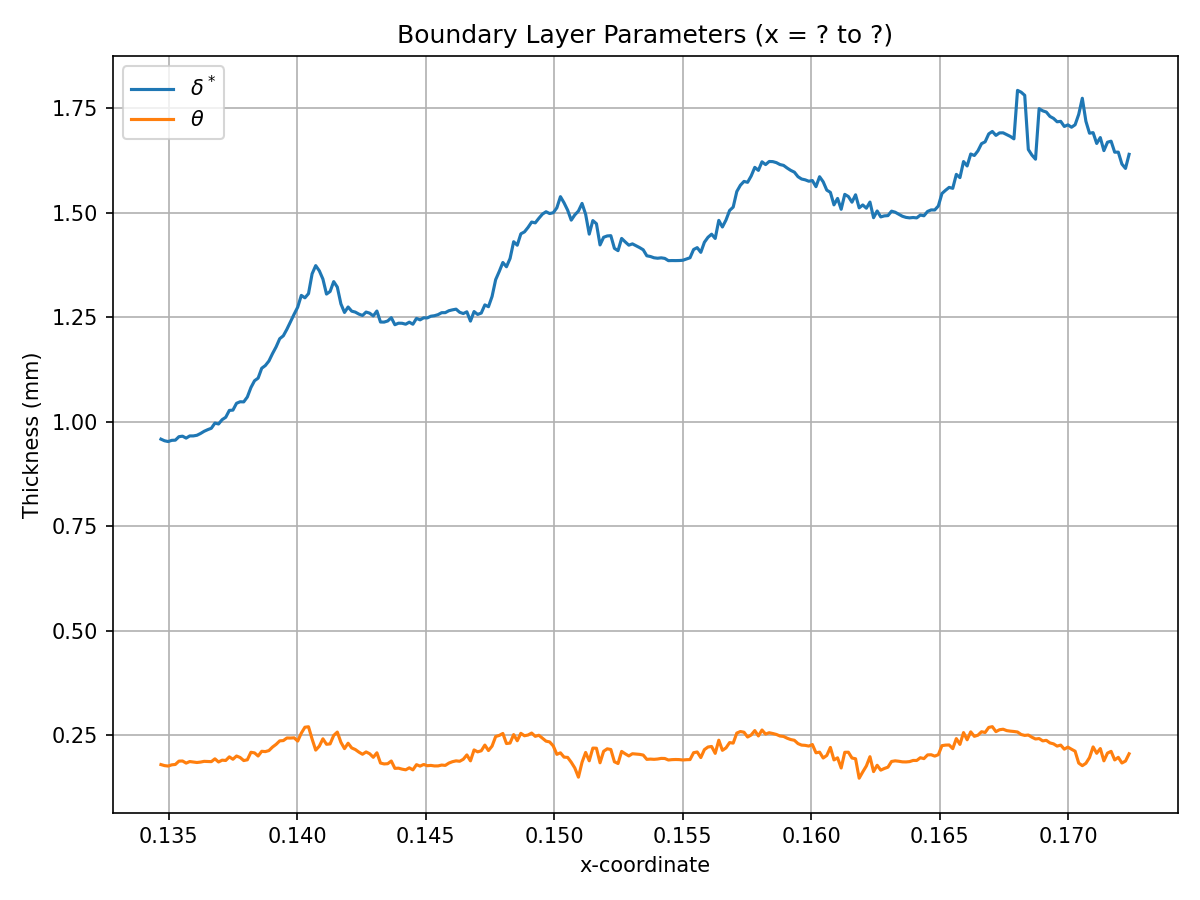 Boundary Layer Parameters (x = ? to ?)
δ*
θ
1.75
1.50
1.25
1.00
0.75
0.50
0.25
Thickness (mm)
0.135 0.140 0.145 0.150 0.155 0.160 0.165 0.170
x-coordinate